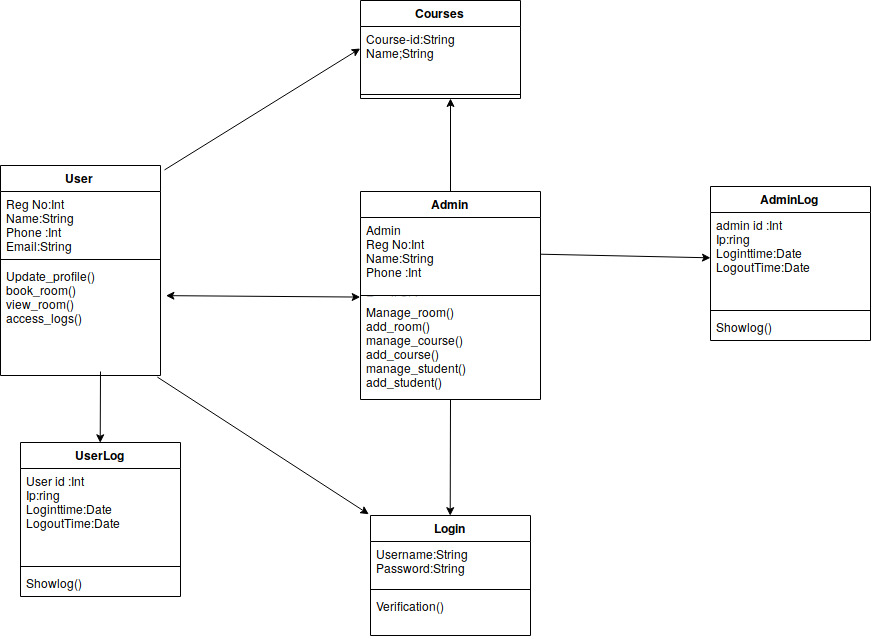 Courses
Course-id:String
Name;String
User
Reg No:Int
Name:String
Phone :Int
Email:String
Update_profile()
book_room()
view_room()
access_logs()
Admin
Admin
Reg No:Int
Name:String
Phone :Int
Manage_room()
add_room()
manage_course()
add_course()
manage_student()
add_student()
AdminLog
admin id :Int
Ip:ring
Loginttime:Date
LogoutTime:Date
Showlog()
UserLog
User id :Int
Ip:ring
Loginttime:Date
LogoutTime:Date
Showlog()
Login
Username:String
Password:String
Verification()